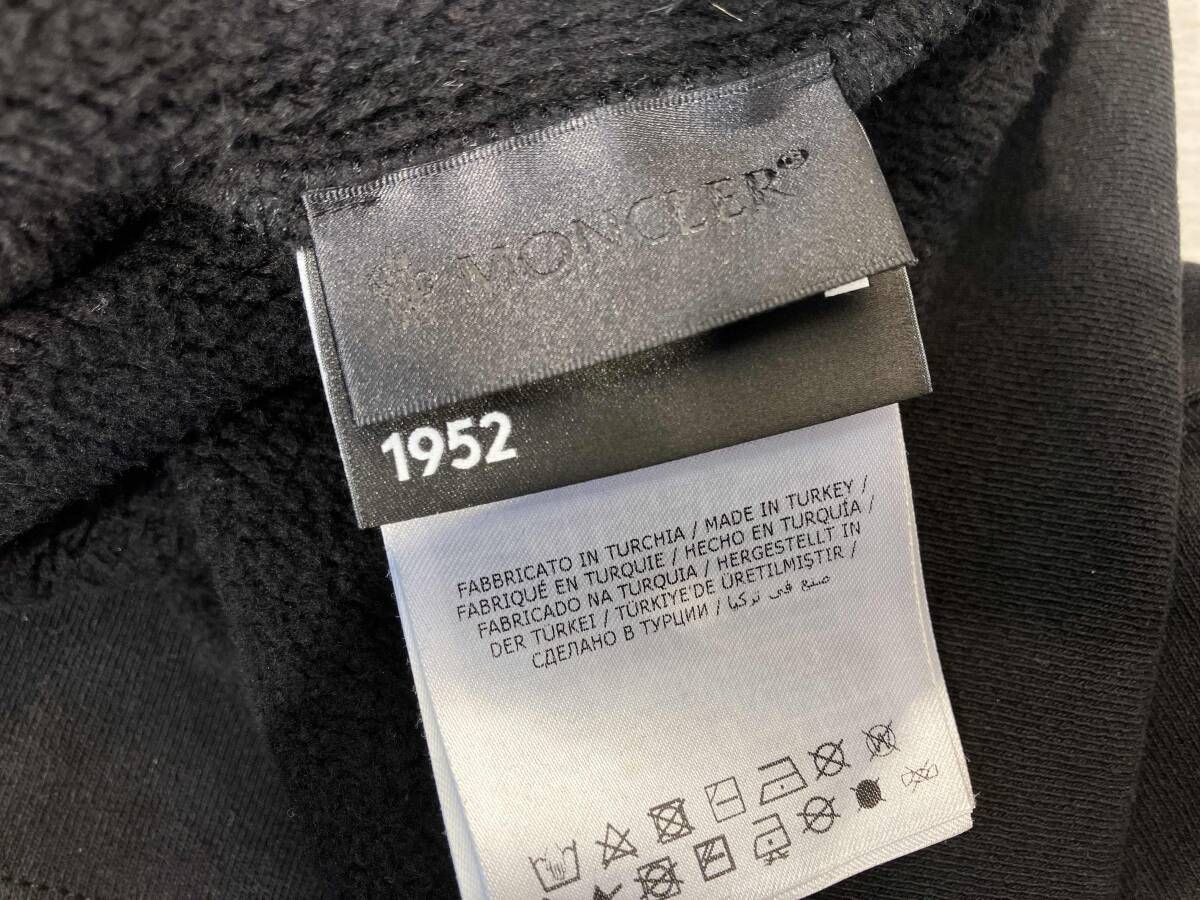 MONCLER®
1952
FABBRICATO IN TURCHIA / MADE IN TURKEY /
FABRIQUÉ EN TURQUIE / HECHO EN TURQUÍA /
FABRICADO NA TURQUIA / HERGESTELLT IN
DER TÜRKEI / TÜRKIYE'DE ÜRETILMIŞTIR /
СДЕЛАНО В ТУРЦИИ / صنع في تركيا